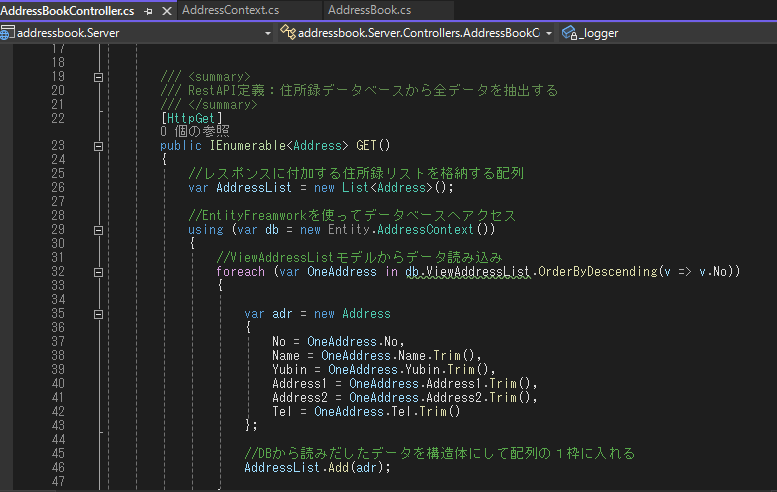 AddressBookController.cs AddressContext.cs AddressBook.cs
addressbook.Server addressbook.Server.Controllers.AddressBookC _logger
17
18
19 /// <summary>
20 /// RestAPI定義：住所録データベースから全データを抽出する
21 /// </summary>
22 [HttpGet]
0 個の参照
23 public IEnumerable<Address> GET()
24 {
25 //レスポンスに付加する住所録リストを格納する配列
26 var AddressList = new List<Address>();
27
28 //EntityFreamworkを使ってデータベースへアクセス
29 using (var db = new Entity.AddressContext())
30 {
31 //ViewAddressListモデルからデータ読み込み
32 foreach (var OneAddress in db.ViewAddressList.OrderByDescending(v => v.No))
33 {
34
35 var adr = new Address
36 {
37 No = OneAddress.No,
38 Name = OneAddress.Name.Trim(),
39 Yubin = OneAddress.Yubin.Trim(),
40 Address1 = OneAddress.Address1.Trim(),
41 Address2 = OneAddress.Address2.Trim(),
42 Tel = OneAddress.Tel.Trim()
43 };
44
45 //DBから読みだしたデータを構造体にして配列の１枠に入れる
46 AddressList.Add(adr);
47